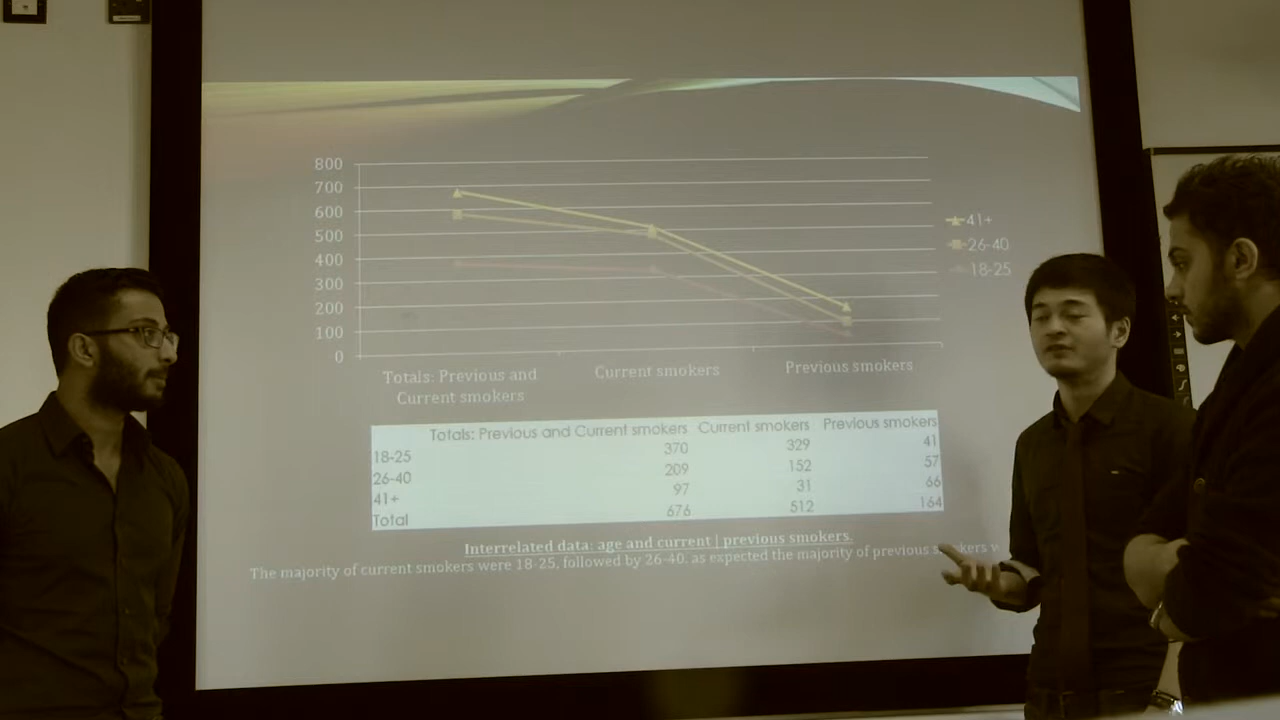 800
700
600
500
400
300
200
100
0
41+
26-40
18-25
Totals: Previous and
Current smokers
Current smokers
Previous smokers
Totals: Previous and Current smokers Current smokers Previous smokers
18-25 370 329 41
26-40 209 152 57
41+ 97 31 66
Total 676 512 164
Interrelated data: age and current | previous smokers.
The majority of current smokers were 18-25, followed by 26-40, as expected the majority of previous smokers